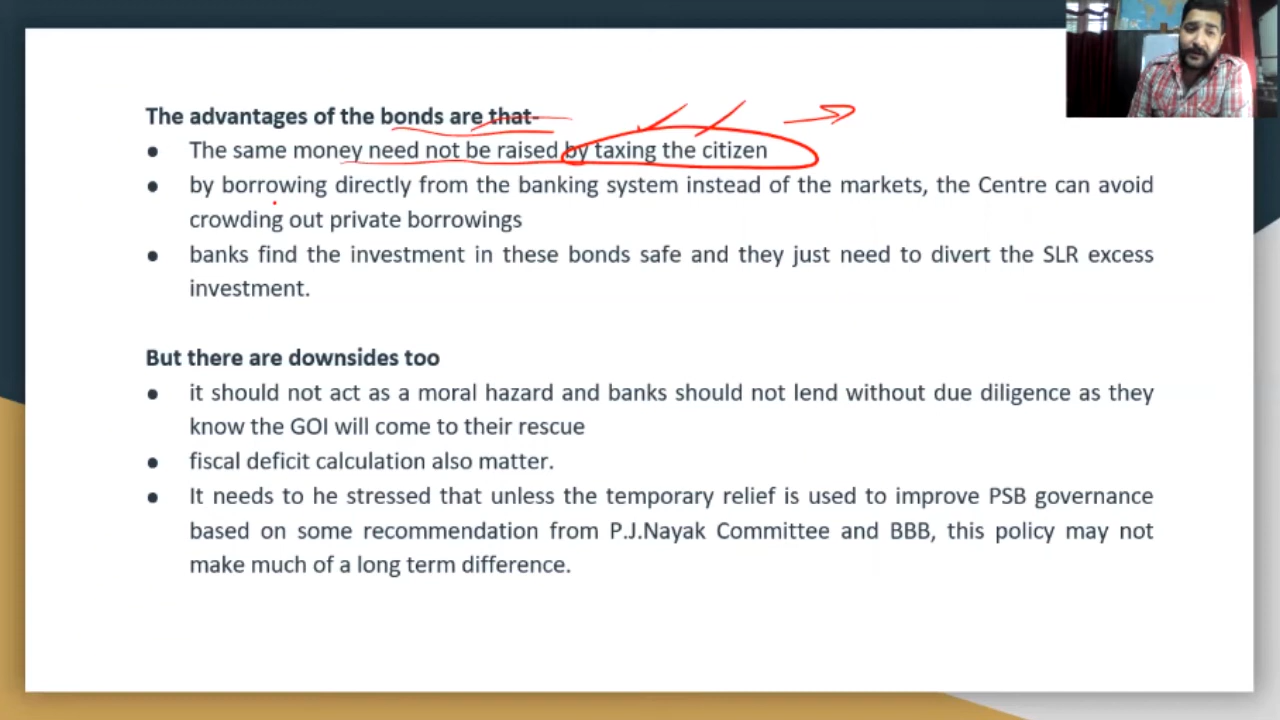 The advantages of the bonds are that-
● The same money need not be raised by taxing the citizen
● by borrowing directly from the banking system instead of the markets, the Centre can avoid
crowding out private borrowings
● banks find the investment in these bonds safe and they just need to divert the SLR excess
investment.
But there are downsides too
● it should not act as a moral hazard and banks should not lend without due diligence as they
know the GOI will come to their rescue
● fiscal deficit calculation also matter.
● It needs to he stressed that unless the temporary relief is used to improve PSB governance
based on some recommendation from P.J.Nayak Committee and BBB, this policy may not
make much of a long term difference.